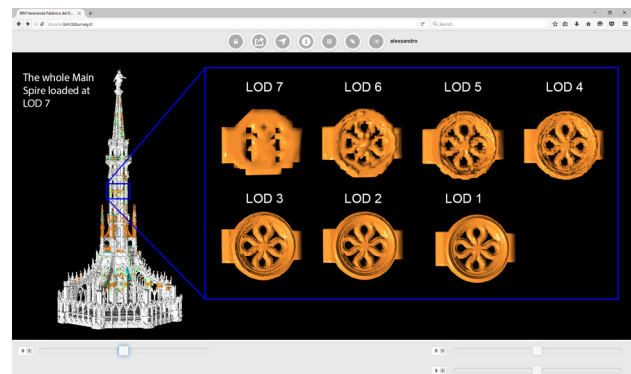 BIM Veneranda Fabbrica del D...
duomo.bim3dsurvey.it
Search
alessandro
The whole Main
Spire loaded at
LOD 7
LOD 7
LOD 6
LOD 5
LOD 4
LOD 3
LOD 2
LOD 1